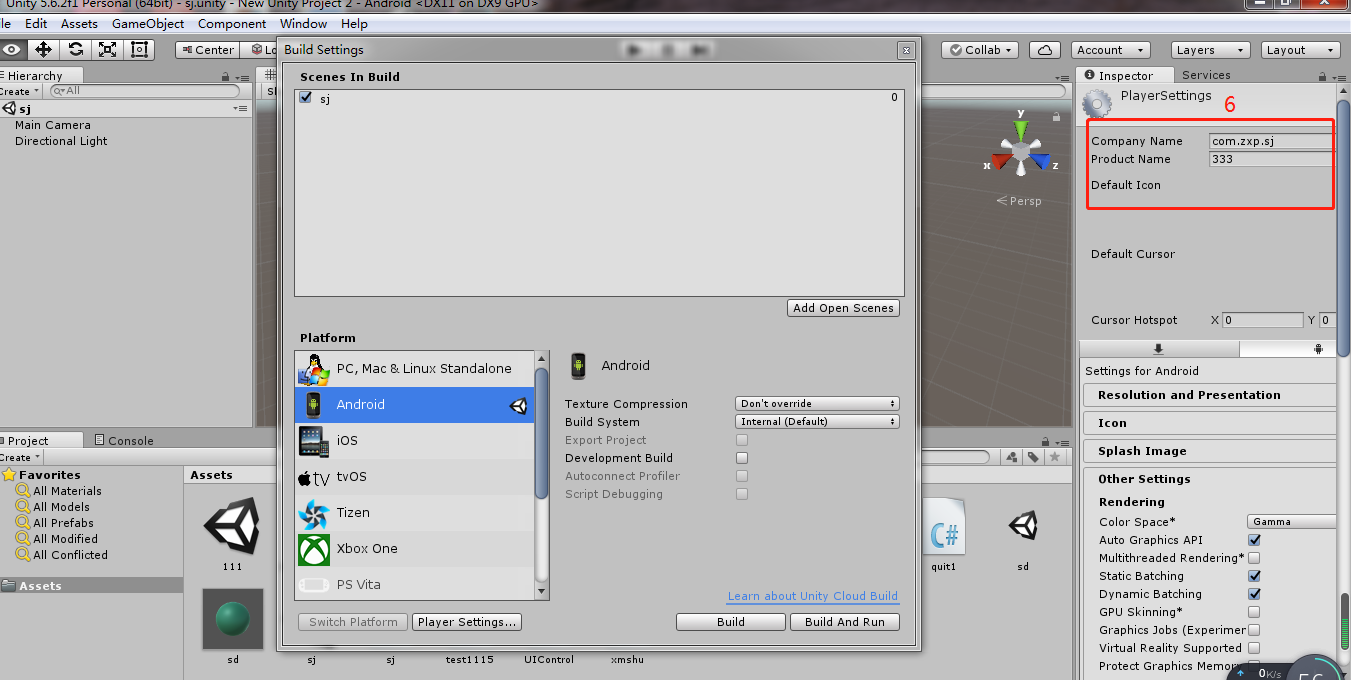 Unity 5.6.2f1 Personal (64bit) - sj.unity - New Unity Project 2 - Android <DX11 on DX9 GPU>
Edit Assets GameObject Component Window Help
Center
Collab Account Layers Layout
Build Settings
Hierarchy
Create All
sj
Main Camera
Directional Light
Scenes In Build
sj 0
Add Open Scenes
Platform
PC, Mac & Linux Standalone
Android
iOS
tvOS
Tizen
Xbox One
PS Vita
Android
Texture Compression Don't override
Build System Internal (Default)
Export Project
Development Build
Autoconnect Profiler
Script Debugging
Learn about Unity Cloud Build
Switch Platform Player Settings... Build Build And Run
y
x z
Persp
Inspector Services
PlayerSettings
6
Company Name com.zxp.sj
Product Name 333
Default Icon
Default Cursor
Cursor Hotspot X 0 Y 0
Settings for Android
Resolution and Presentation
Icon
Splash Image
Other Settings
Rendering
Color Space* Gamma
Auto Graphics API
Multithreaded Rendering*
Static Batching
Dynamic Batching
GPU Skinning*
Graphics Jobs (Experimer
Virtual Reality Supported
Protect Graphics Memor
0K/s
Project Console
Create
Favorites
All Materials
All Models
All Prefabs
All Modified
All Conflicted
Assets
Assets
111
quit1
sd
sd
sj
sj
test1115
UIControl
xmshu